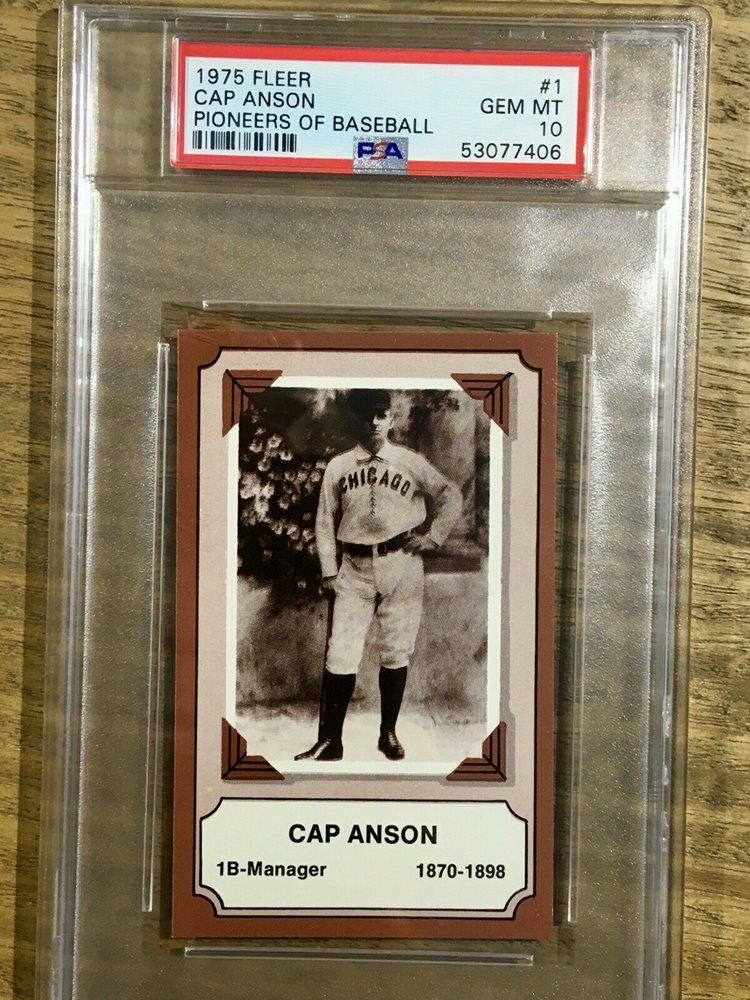 1975 FLEER #1
CAP ANSON GEM MT
PIONEERS OF BASEBALL 10
PSA 53077406
CHICAGO
CAP ANSON
1B-Manager 1870-1898